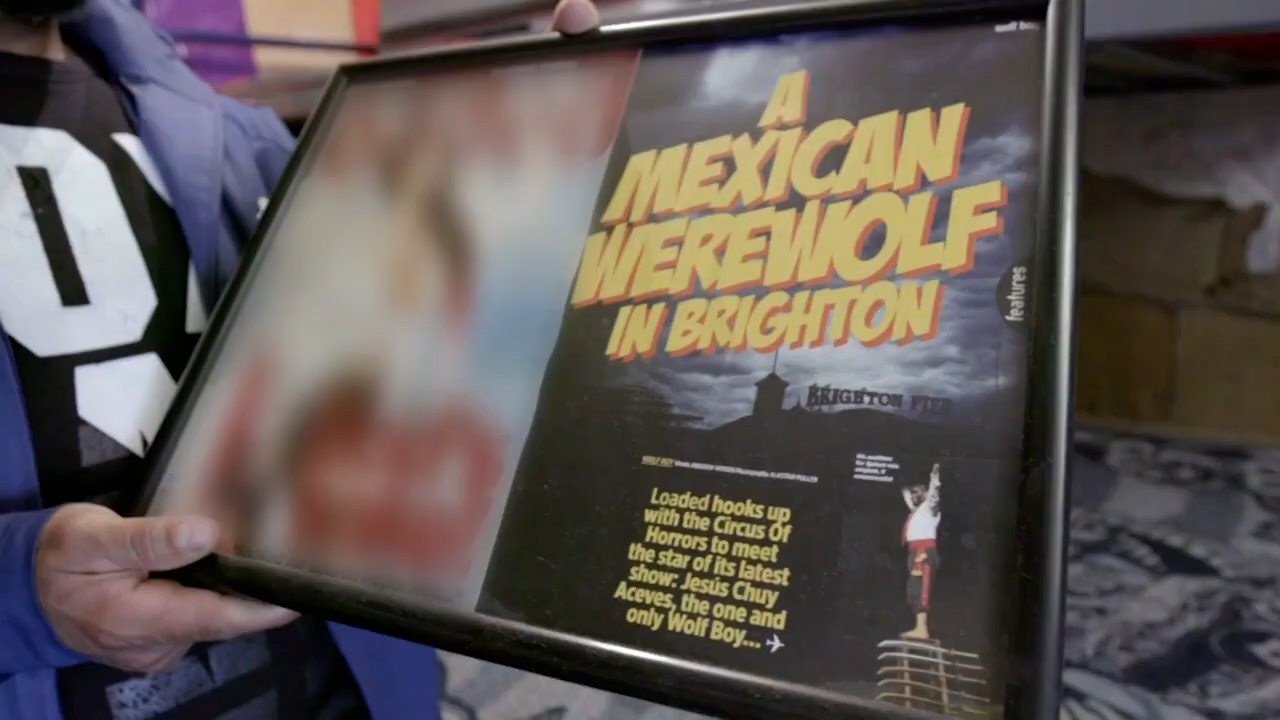 A
MEXICAN
WEREWOLF
IN BRIGHTON
features
BRIGHTON PIER
Loaded hooks up
with the Circus Of
Horrors to meet
the star of its latest
show: Jesús Chuy
Aceves, the one and
only Wolf Boy...